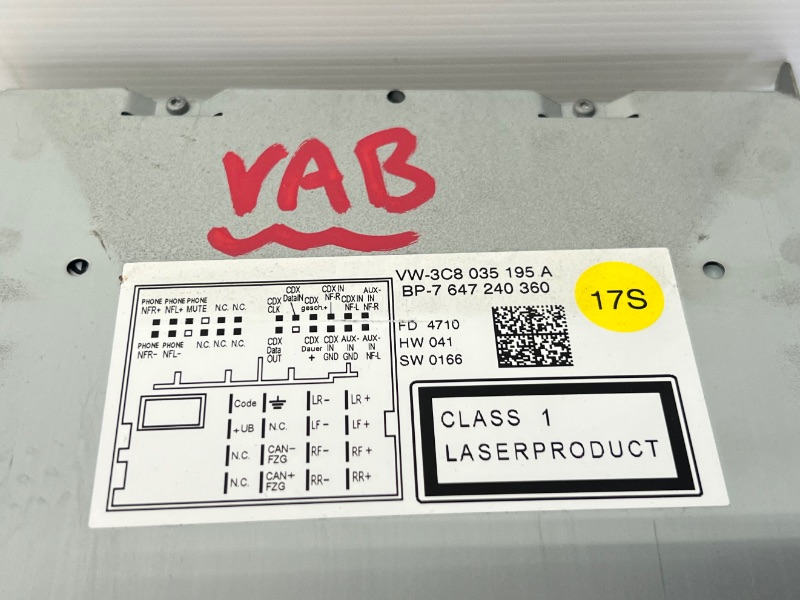 VAB
VW-3C8 035 195 A
BP-7 647 240 360
17S
FD 4710
HW 041
SW 0166
CLASS 1
LASERPRODUCT
PHONE NFR+
PHONE NFL+
PHONE MUTE
N.C.
N.C.
CDX CLK
CDX DataIN
CDX gesch.+
CDX IN NF-R
CDX IN NF-L
AUX-IN NF-R
PHONE NFR-
PHONE NFL-
N.C.
N.C.
N.C.
CDX Data OUT
CDX Dauer +
CDX IN GND
AUX-IN GND
AUX-IN NF-L
Code
LR-
LR+
+UB
N.C.
LF-
LF+
N.C.
CAN- FZG
RF-
RF+
N.C.
CAN+ FZG
RR-
RR+